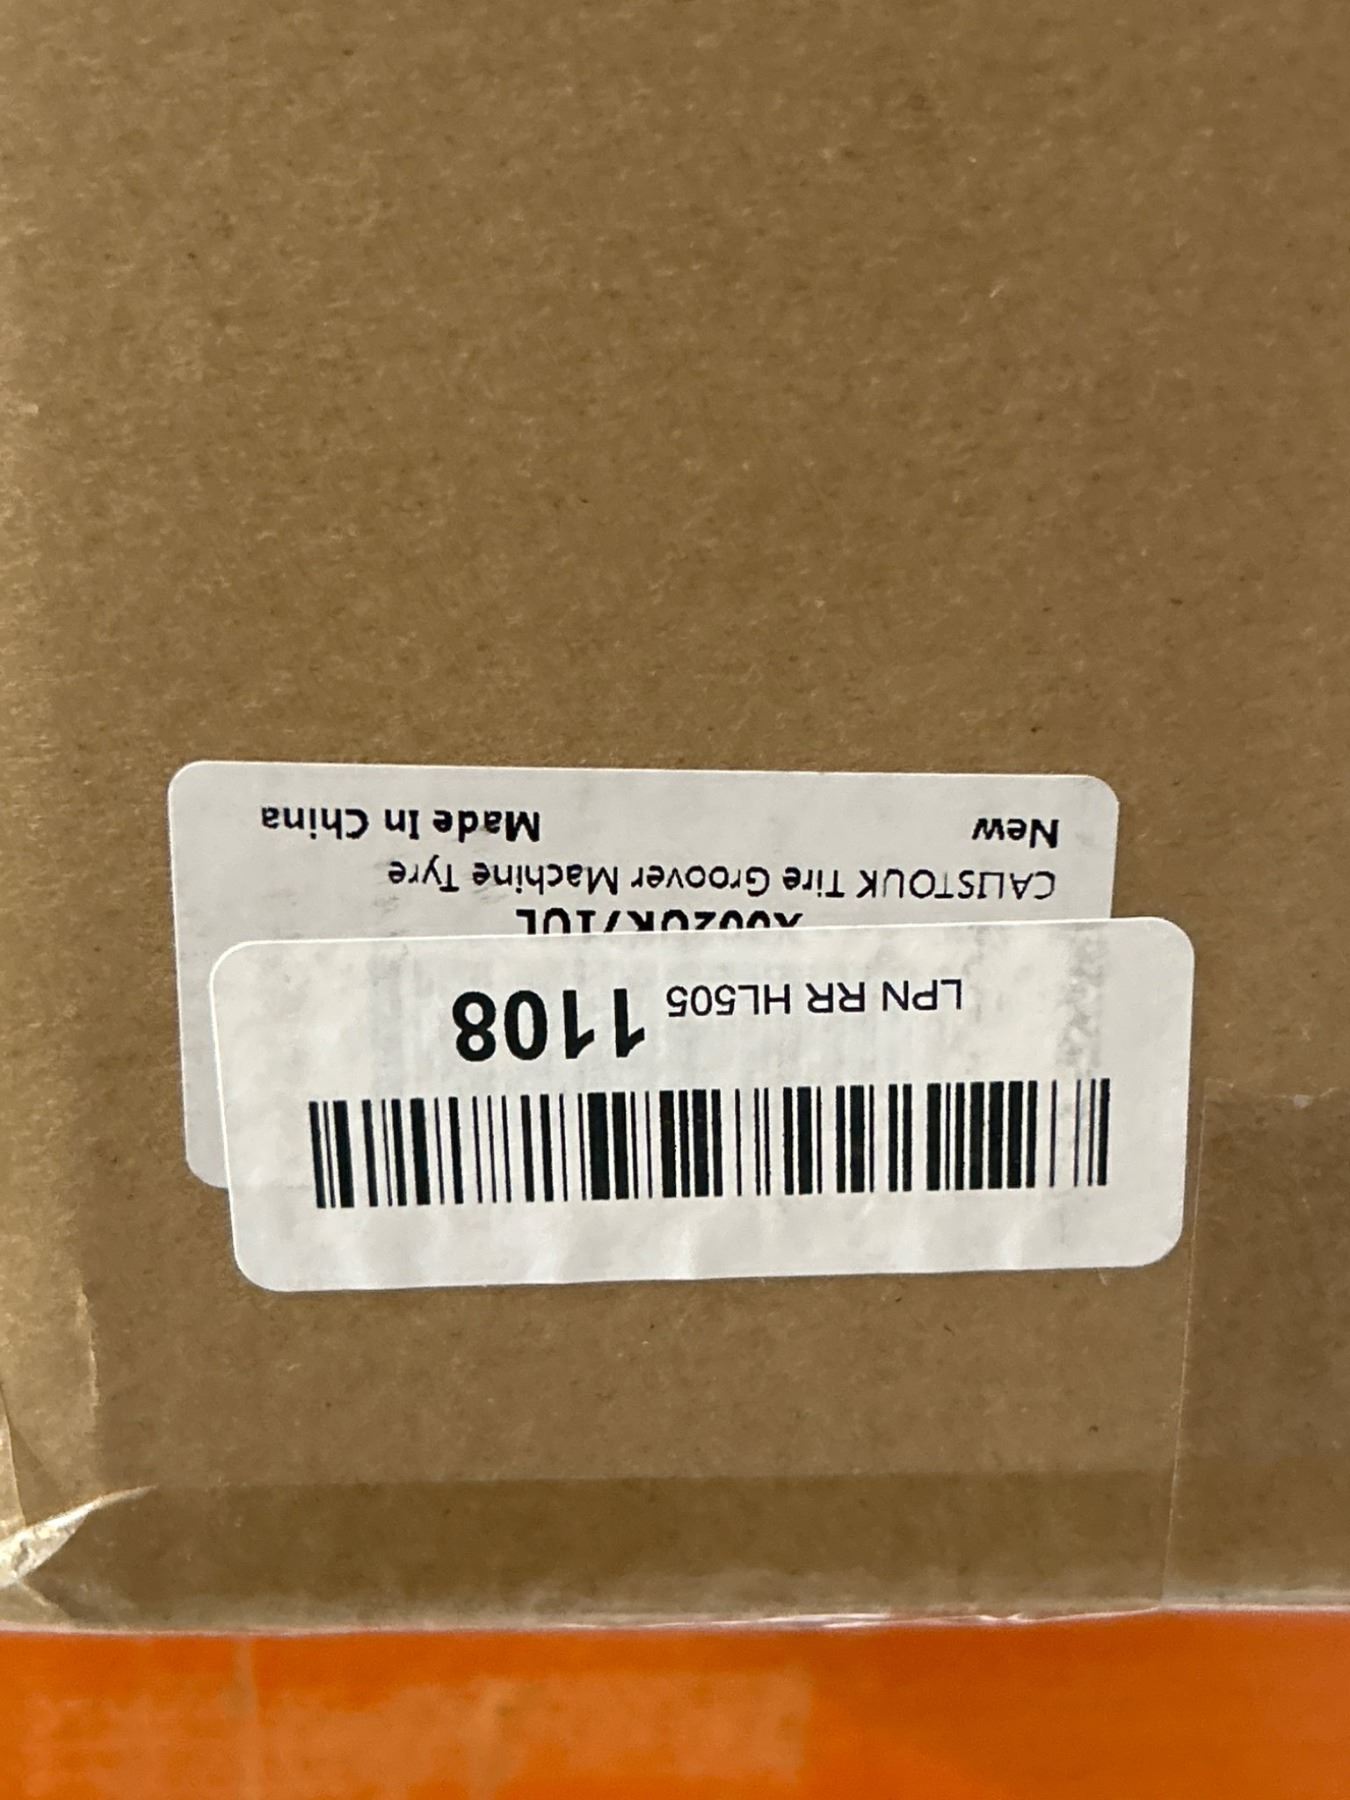 LPN RR HL505 1108
CALISTOUK Tire Groover Machine Tyre
New Made In China